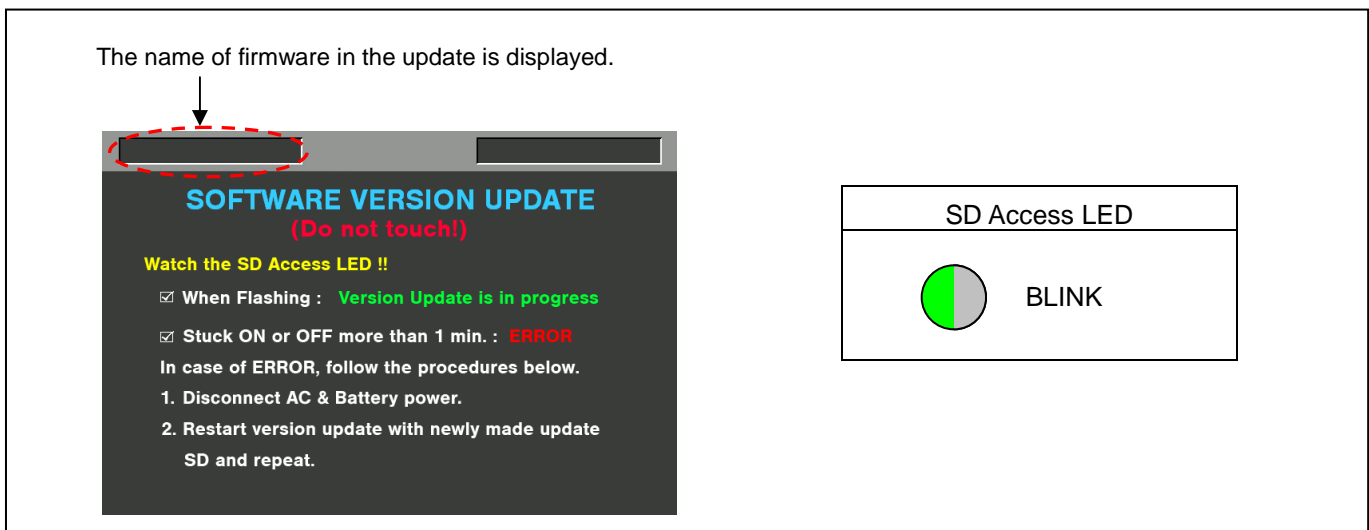 The name of firmware in the update is displayed.
SOFTWARE VERSION UPDATE
(Do not touch!)
Watch the SD Access LED !!
☑ When Flashing : Version Update is in progress
☑ Stuck ON or OFF more than 1 min. : ERROR
In case of ERROR, follow the procedures below.
1. Disconnect AC & Battery power.
2. Restart version update with newly made update
SD and repeat.
SD Access LED
BLINK